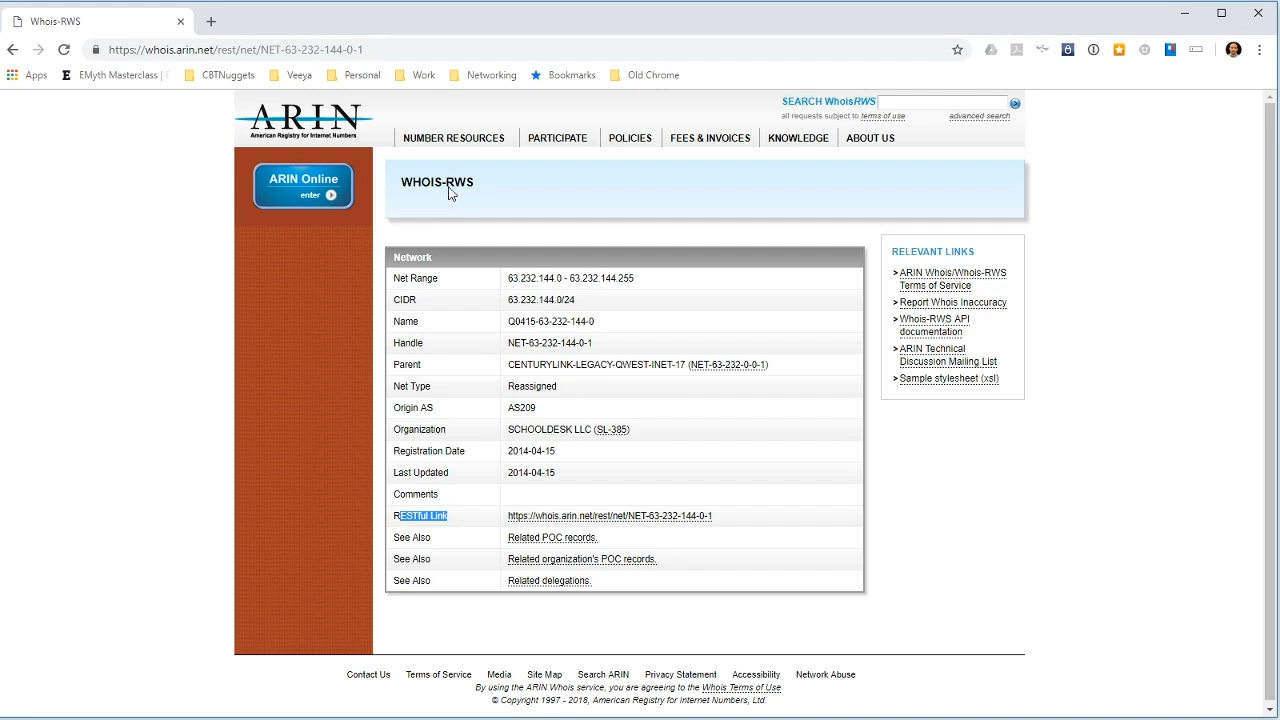 Whois-RWS
https://whois.arin.net/rest/net/NET-63-232-144-0-1
Apps
EMyth Masterclass | E
CBTNuggets
Veeya
Personal
Work
Networking
Bookmarks
Old Chrome
ARIN
American Registry for Internet Numbers
SEARCH WhoisRWS
all requests subject to terms of use
advanced search
NUMBER RESOURCES
PARTICIPATE
POLICIES
FEES & INVOICES
KNOWLEDGE
ABOUT US
ARIN Online
enter
WHOIS-RWS
Network
Net Range 63.232.144.0 - 63.232.144.255
CIDR 63.232.144.0/24
Name Q0415-63-232-144-0
Handle NET-63-232-144-0-1
Parent CENTURYLINK-LEGACY-QWEST-INET-17 (NET-63-232-0-0-1)
Net Type Reassigned
Origin AS AS209
Organization SCHOOLDESK LLC (SL-385)
Registration Date 2014-04-15
Last Updated 2014-04-15
Comments
RESTful Link https://whois.arin.net/rest/net/NET-63-232-144-0-1
See Also Related POC records.
See Also Related organization's POC records.
See Also Related delegations.
RELEVANT LINKS
> ARIN Whois/Whois-RWS
Terms of Service
> Report Whois Inaccuracy
> Whois-RWS API
documentation
> ARIN Technical
Discussion Mailing List
> Sample stylesheet (xsl)
Contact Us Terms of Service Media Site Map Search ARIN Privacy Statement Accessibility Network Abuse
By using the ARIN Whois service, you are agreeing to the Whois Terms of Use
© Copyright 1997 - 2018, American Registry for Internet Numbers, Ltd.